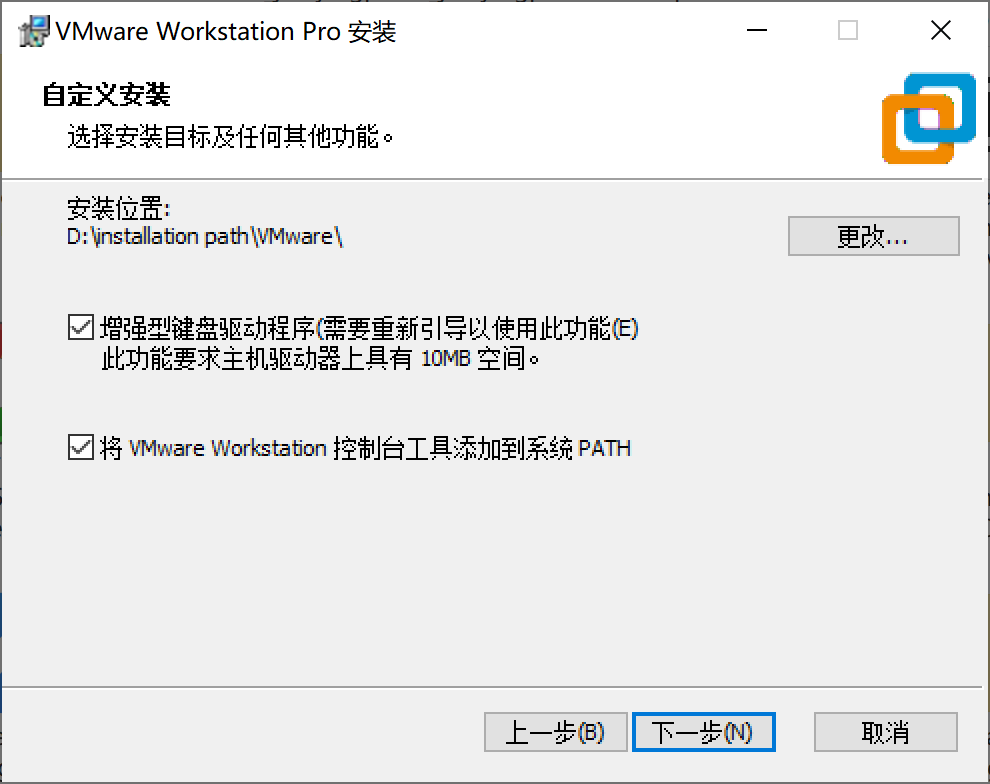 VMware Workstation Pro 安装
自定义安装
选择安装目标及任何其他功能。
安装位置:
D:\installation path\VMware\
更改...
增强型键盘驱动程序(需要重新引导以使用此功能(E)
此功能要求主机驱动器上具有 10MB 空间。
将 VMware Workstation 控制台工具添加到系统 PATH
上一步(B)
下一步(N)
取消